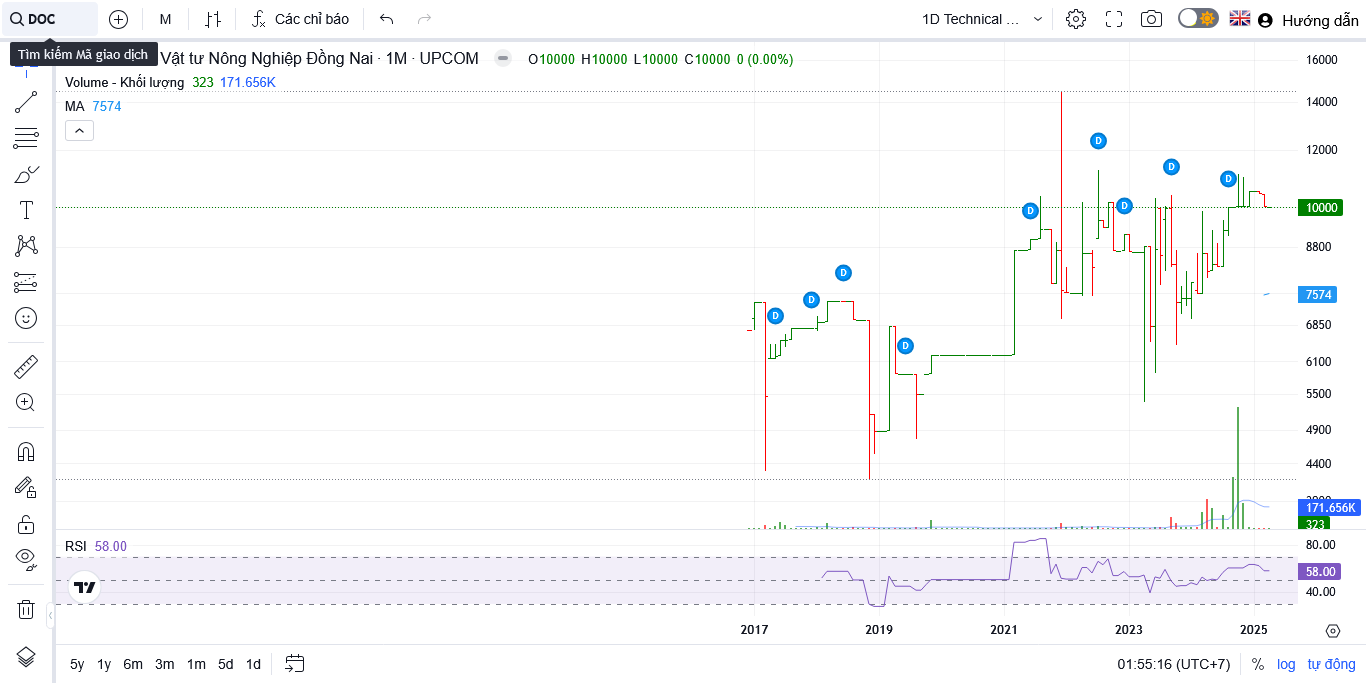 DOC
M
Các chỉ báo
1D Technical ...
Hướng dẫn
Tìm kiếm Mã giao dịch
Vật tư Nông Nghiệp Đồng Nai · 1M · UPCOM
O10000 H10000 L10000 C10000 0 (0.00%)
Volume - Khối lượng 323 171.656K
MA 7574
16000
14000
12000
10000
8800
7574
6850
6100
5500
4900
4400
171.656K
323
D
D
D
D
D
D
D
D
D
RSI 58.00
80.00
58.00
40.00
2017 2019 2021 2023 2025
5y 1y 6m 3m 1m 5d 1d
01:55:16 (UTC+7) % log tự động